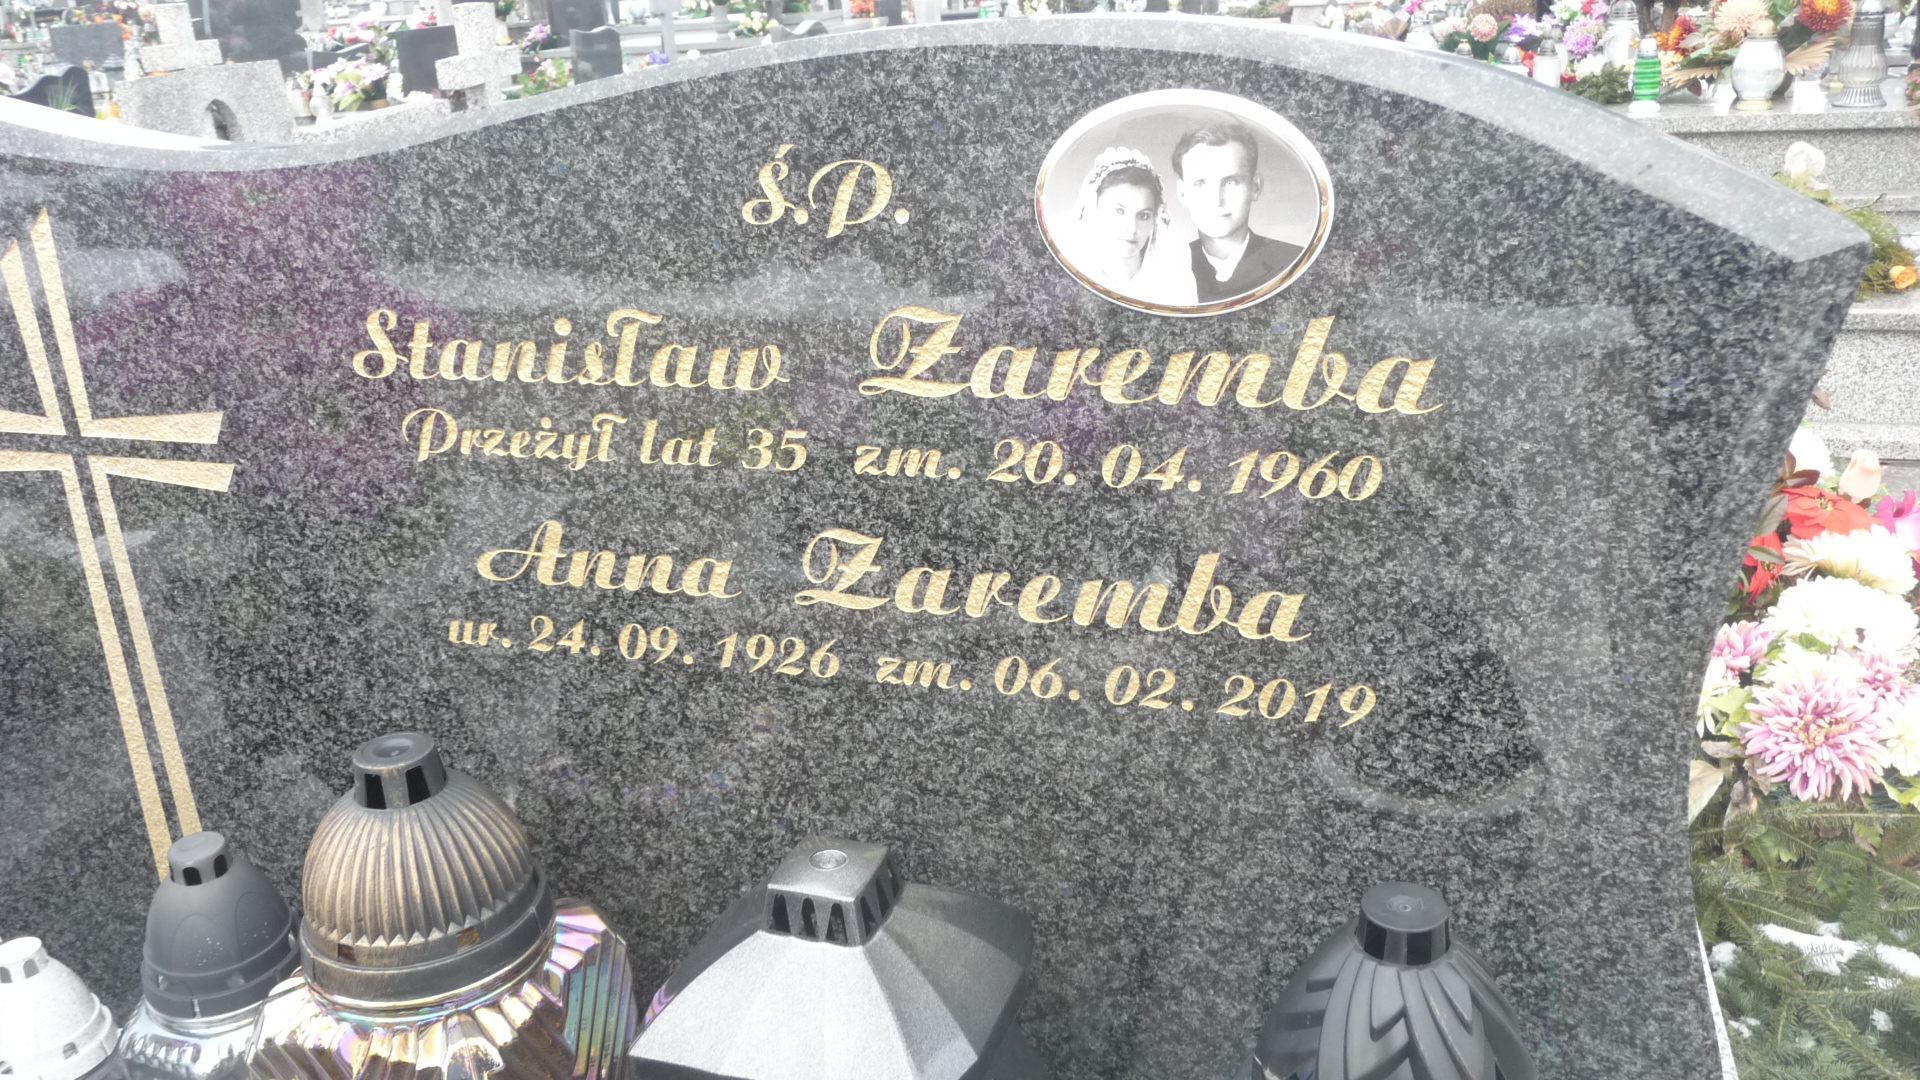 Ś.P.
Stanisław Zaremba
Przeżył lat 35 zm. 20. 04. 1960
Anna Zaremba
ur. 24. 09. 1926 zm. 06. 02. 2019